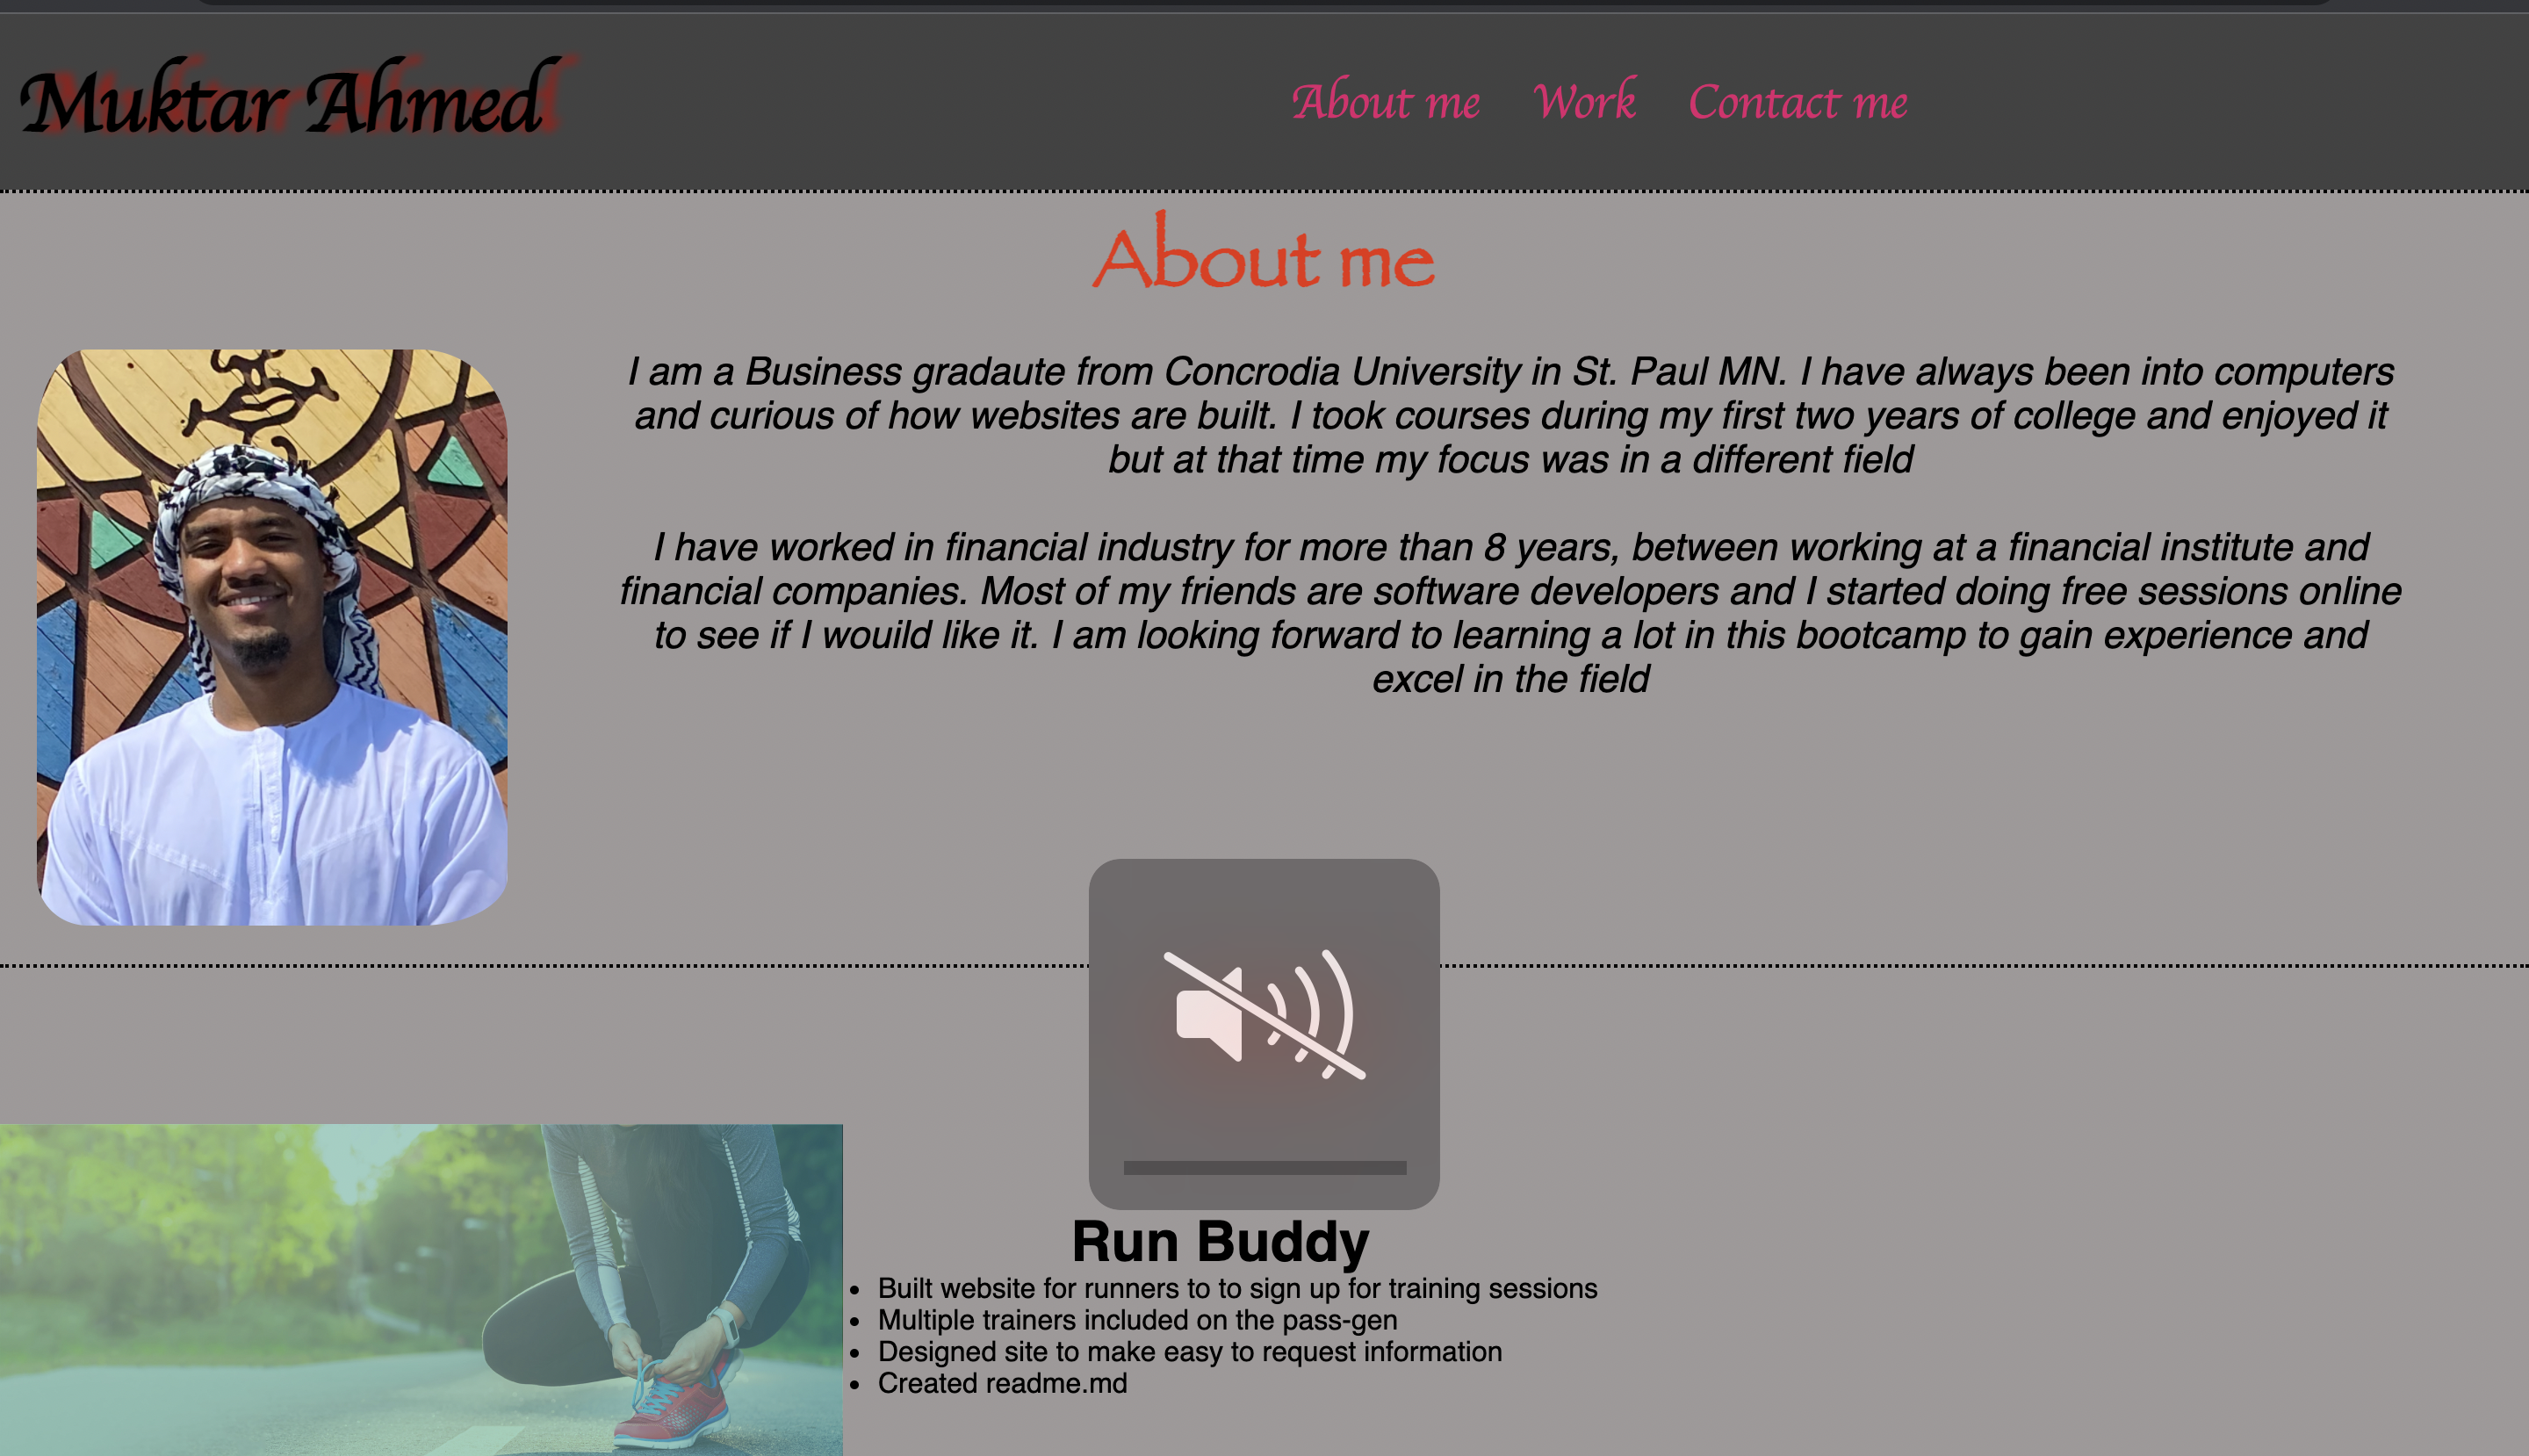 Muktar Ahmed
About me Work Contact me
About me
I am a Business gradaute from Concrodia University in St. Paul MN. I have always been into computers
and curious of how websites are built. I took courses during my first two years of college and enjoyed it
but at that time my focus was in a different field
I have worked in financial industry for more than 8 years, between working at a financial institute and
financial companies. Most of my friends are software developers and I started doing free sessions online
to see if I wouild like it. I am looking forward to learning a lot in this bootcamp to gain experience and
excel in the field
Run Buddy
• Built website for runners to to sign up for training sessions
• Multiple trainers included on the pass-gen
• Designed site to make easy to request information
• Created readme.md